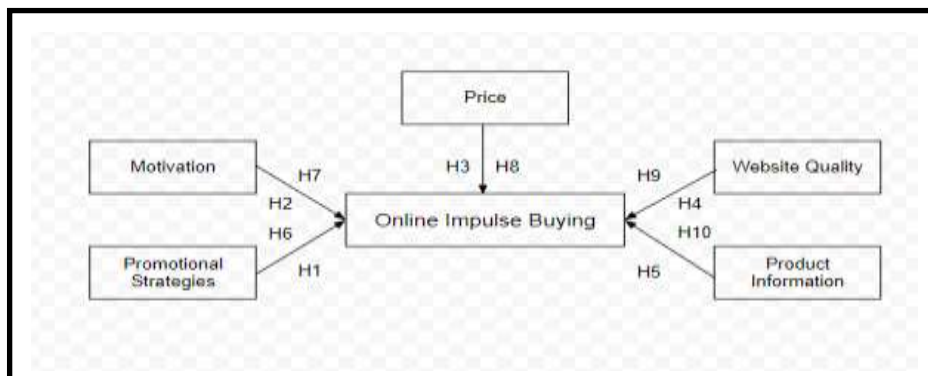 Price
Motivation
H7
H3 H8
H9
Website Quality
H2
Online Impulse Buying
H4
H6
H10
Promotional
Strategies
H1
H5
Product
Information